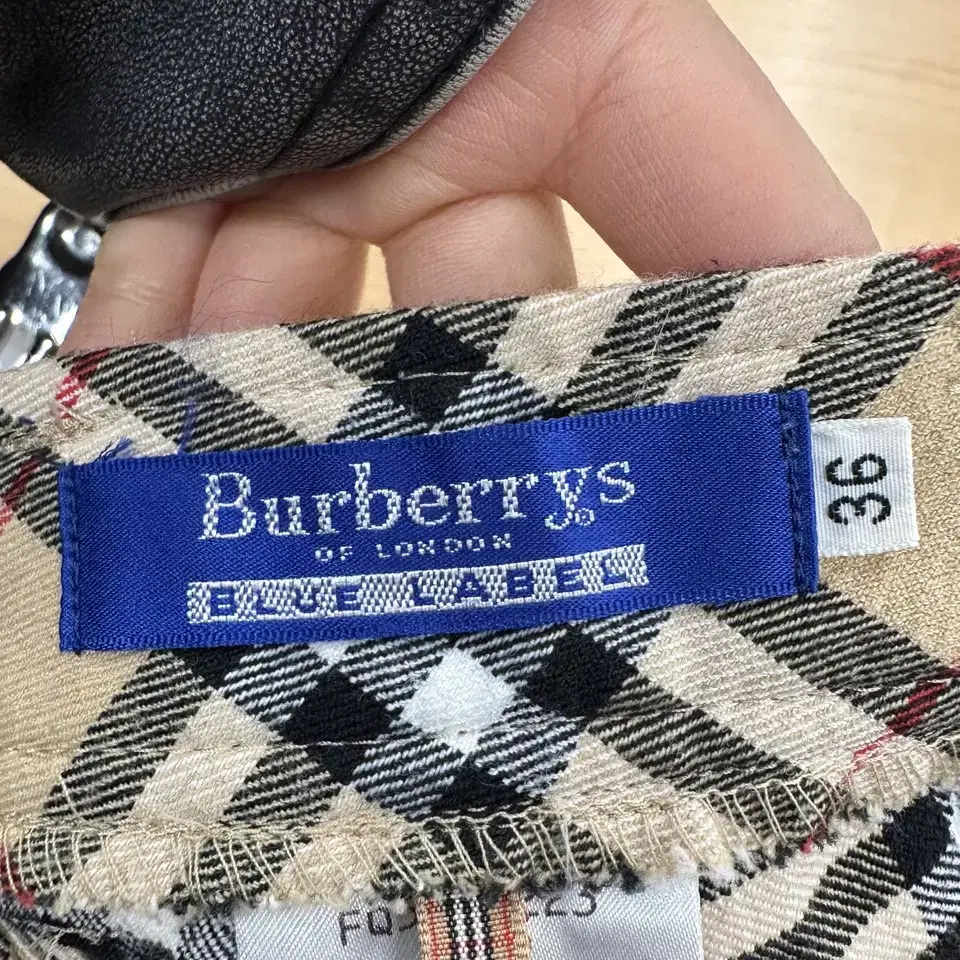 Burberrys
OF LONDON
BLUE LABEL
36